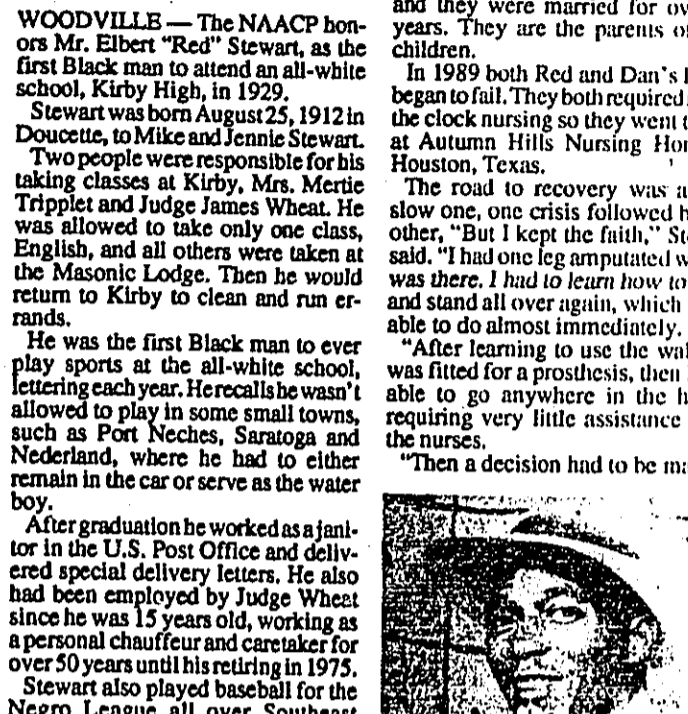 WOODVILLE — The NAACP hon-
ors Mr. Elbert "Red" Stewart, as the
first Black man to attend an all-white
school, Kirby High, in 1929.
Stewart was born August 25, 1912 in
Doucette, to Mike and Jennie Stewart.
Two people were responsible for his
taking classes at Kirby, Mrs. Mertie
Tripplet and Judge James Wheat. He
was allowed to take only one class,
English, and all others were taken at
the Masonic Lodge. Then he would
return to Kirby to clean and run er-
rands.
He was the first Black man to ever
play sports at the all-white school,
lettering each year. He recalls he wasn't
allowed to play in some small towns,
such as Port Neches, Saratoga and
Nederland, where he had to either
remain in the car or serve as the water
boy.
After graduation he worked as a jani-
tor in the U.S. Post Office and deliv-
ered special delivery letters. He also
had been employed by Judge Wheat
since he was 15 years old, working as
a personal chauffeur and caretaker for
over 50 years until his retiring in 1975.
Stewart also played baseball for the
Negro League all over Southeast
and they were married for ov
years. They are the parents o
children.
In 1989 both Red and Dan's
began to fail. They both required
the clock nursing so they went t
at Autumn Hills Nursing Hor
Houston, Texas.
The road to recovery was a
slow one, one crisis followed
other, "But I kept the faith," St
said. "I had one leg amputated w
was there. I had to learn how to
and stand all over again, which
able to do almost immediately.
"After learning to use the wal
was fitted for a prosthesis, then
able to go anywhere in the h
requiring very little assistance
the nurses.
"Then a decision had to be ma